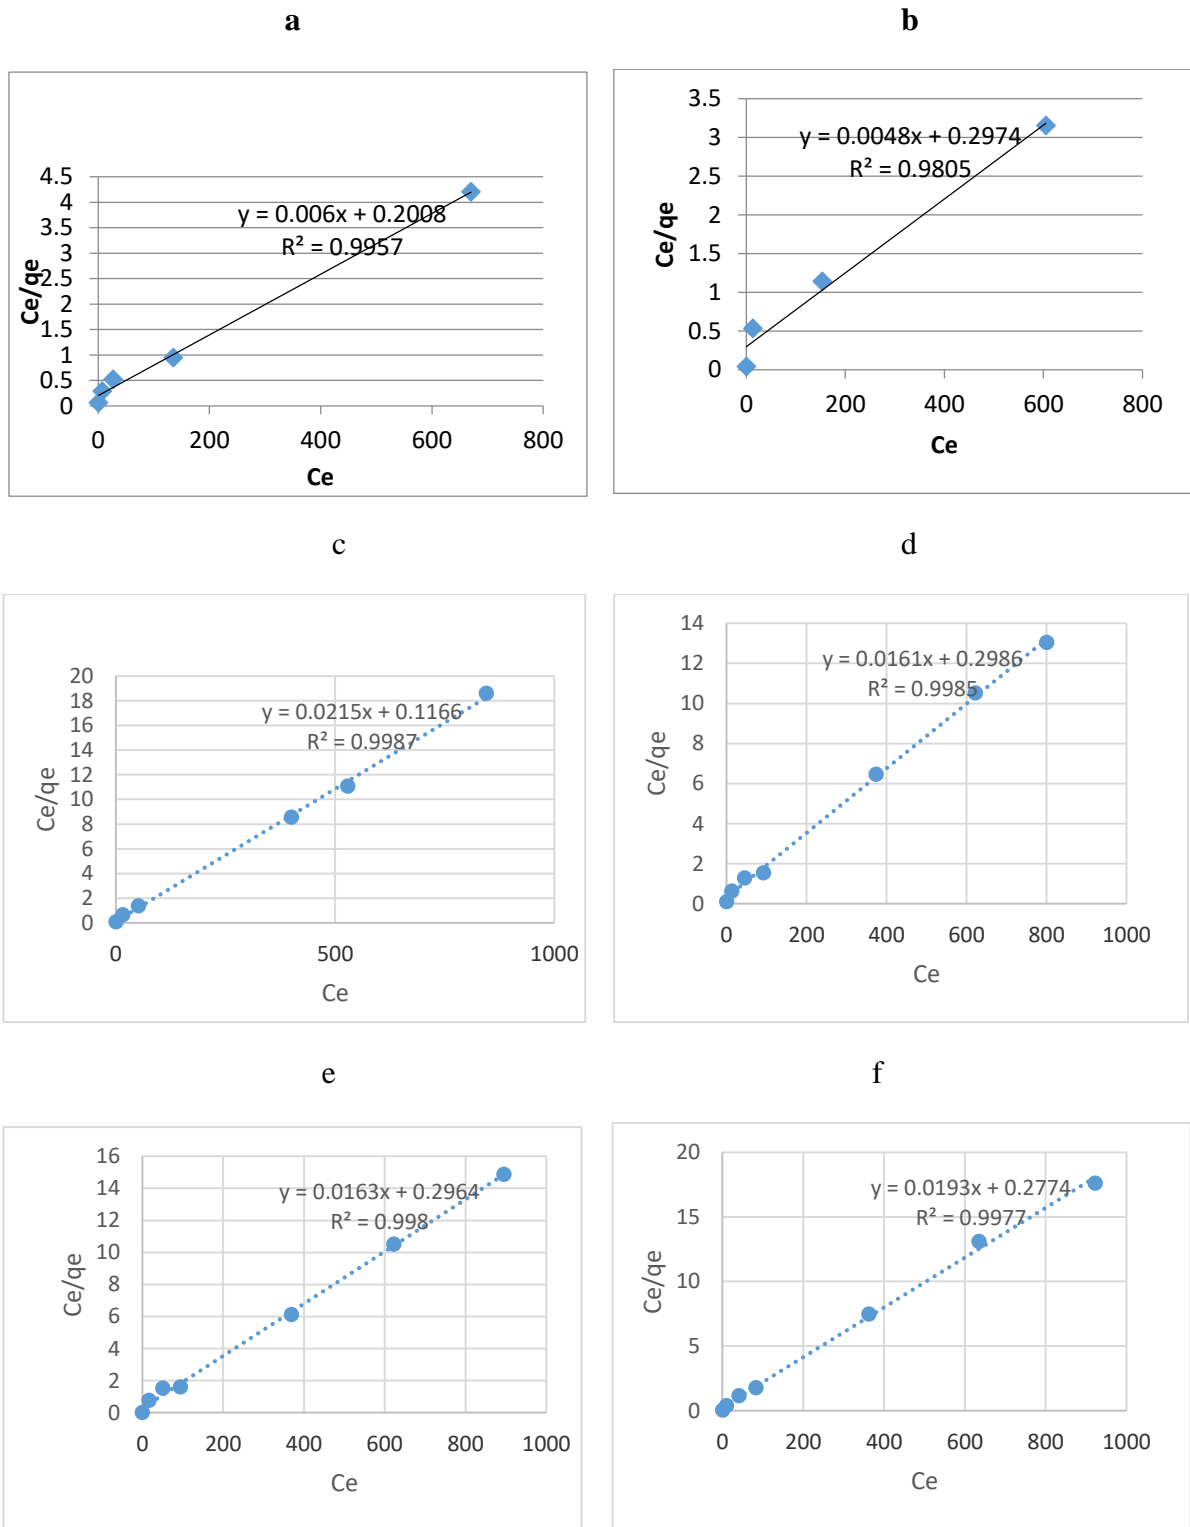 a
b
4.5
4
3.5
3
2.5
2
1.5
1
0.5
0
Ce/qe
y = 0.006x + 0.2008
R² = 0.9957
0 200 400 600 800
Ce
3.5
3
2.5
2
1.5
1
0.5
0
Ce/qe
y = 0.0048x + 0.2974
R² = 0.9805
0 200 400 600 800
Ce
c
d
20
18
16
14
12
10
8
6
4
2
0
Ce/qe
y = 0.0215x + 0.1166
R² = 0.9987
0 500 1000
Ce
14
12
10
8
6
4
2
0
Ce/qe
y = 0.0161x + 0.2986
R² = 0.9985
0 200 400 600 800 1000
Ce
e
f
16
14
12
10
8
6
4
2
0
Ce/qe
y = 0.0163x + 0.2964
R² = 0.998
0 200 400 600 800 1000
Ce
20
15
10
5
0
Ce/qe
y = 0.0193x + 0.2774
R² = 0.9977
0 200 400 600 800 1000
Ce